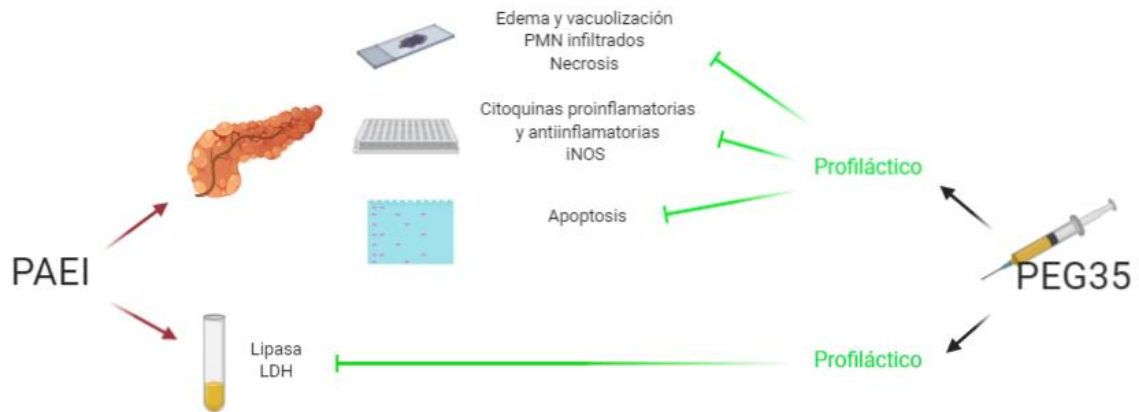 Edema y vacuolización
PMN infiltrados
Necrosis
Citoquinas proinflamatorias
y antiinflamatorias
iNOS
Profiláctico
Apoptosis
PAEI
PEG35
Lipasa
LDH
Profiláctico